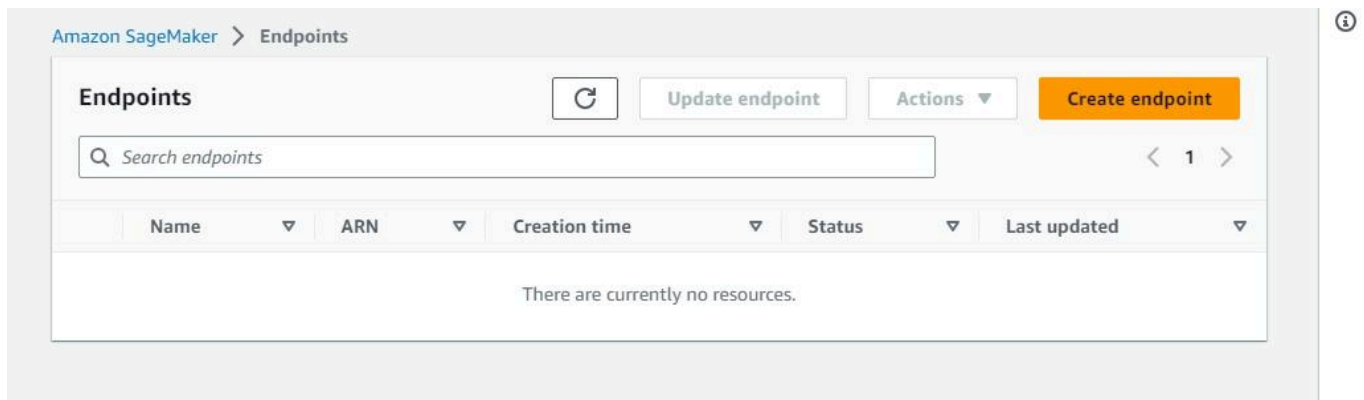 Amazon SageMaker > Endpoints
Endpoints
Update endpoint
Actions
Create endpoint
Search endpoints
1
Name ARN Creation time Status Last updated
There are currently no resources.